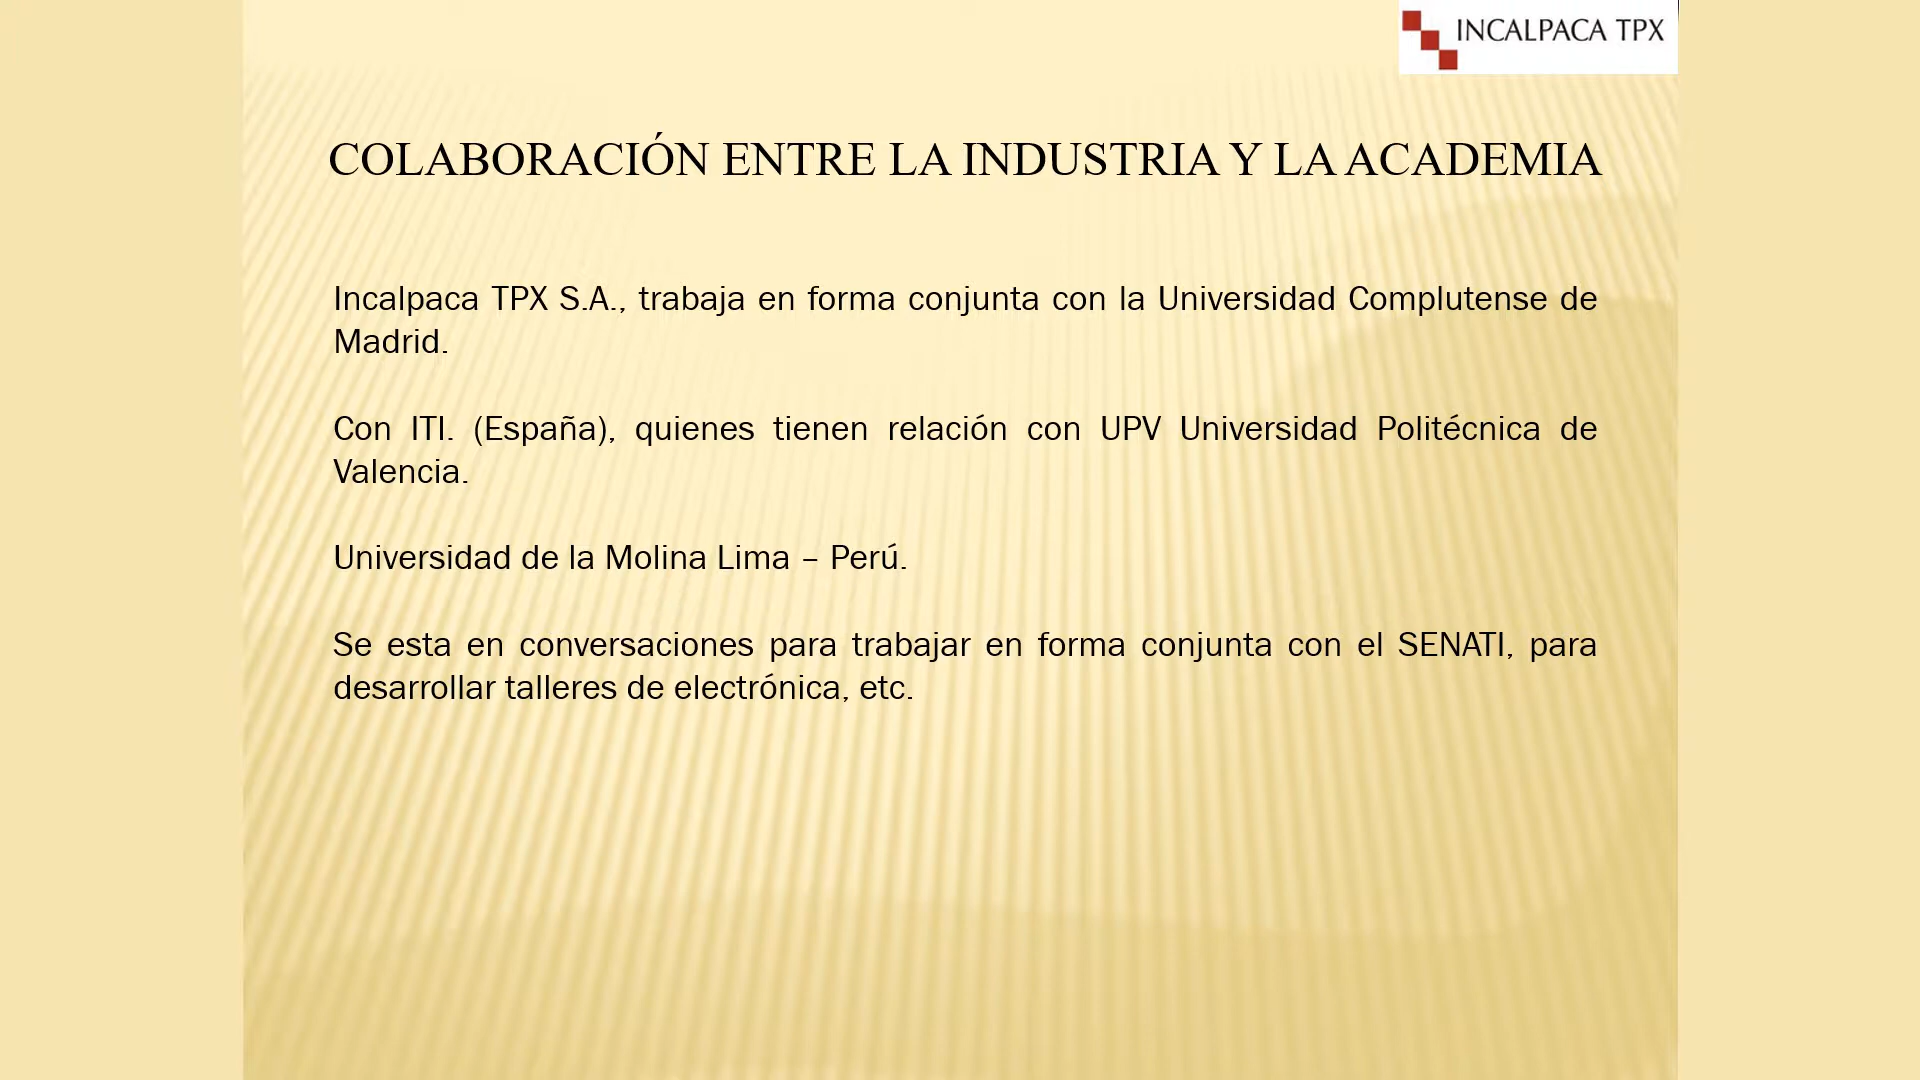 INCALPACA TPX
COLABORACIÓN ENTRE LA INDUSTRIA Y LA ACADEMIA
Incalpaca TPX S.A., trabaja en forma conjunta con la Universidad Complutense de
Madrid.
Con ITI. (España), quienes tienen relación con UPV Universidad Politécnica de
Valencia.
Universidad de la Molina Lima – Perú.
Se esta en conversaciones para trabajar en forma conjunta con el SENATI, para
desarrollar talleres de electrónica, etc.